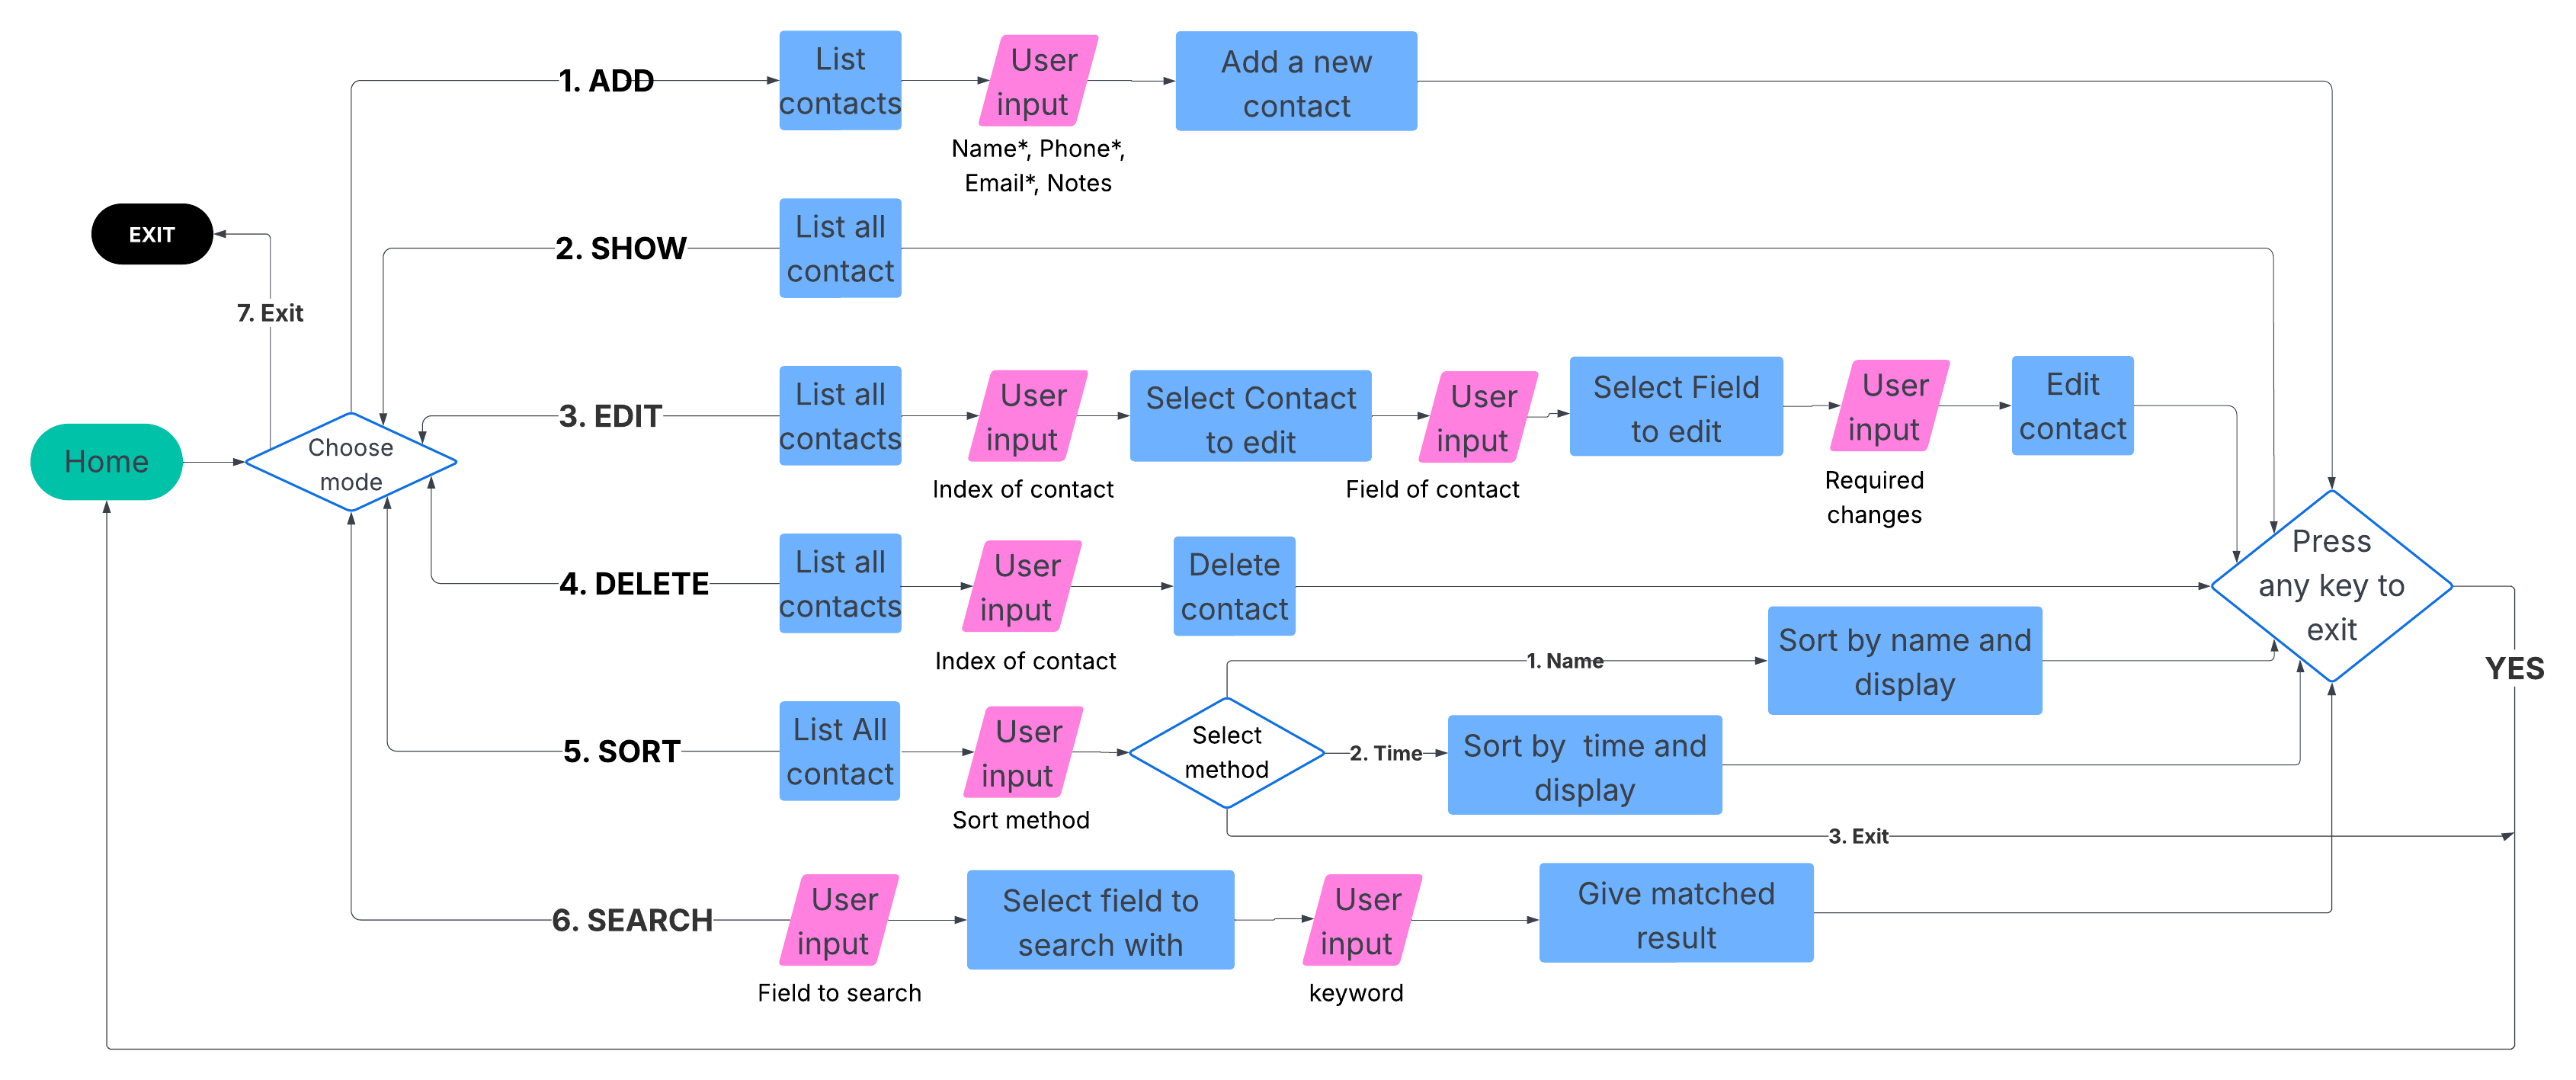 1. ADD
List
contacts
User
input
Name*, Phone*,
Email*, Notes
Add a new
contact
EXIT
7. Exit
2. SHOW
List all
contact
Home
Choose
mode
3. EDIT
List all
contacts
User
input
Index of contact
Select Contact
to edit
User
input
Field of contact
Select Field
to edit
User
input
Required
changes
Edit
contact
4. DELETE
List all
contacts
User
input
Index of contact
Delete
contact
Press
any key to
exit
YES
5. SORT
List All
contact
User
input
Sort method
Select
method
1. Name
Sort by name and
display
2. Time
Sort by  time and
display
3. Exit
6. SEARCH
User
input
Field to search
Select field to
search with
User
input
keyword
Give matched
result